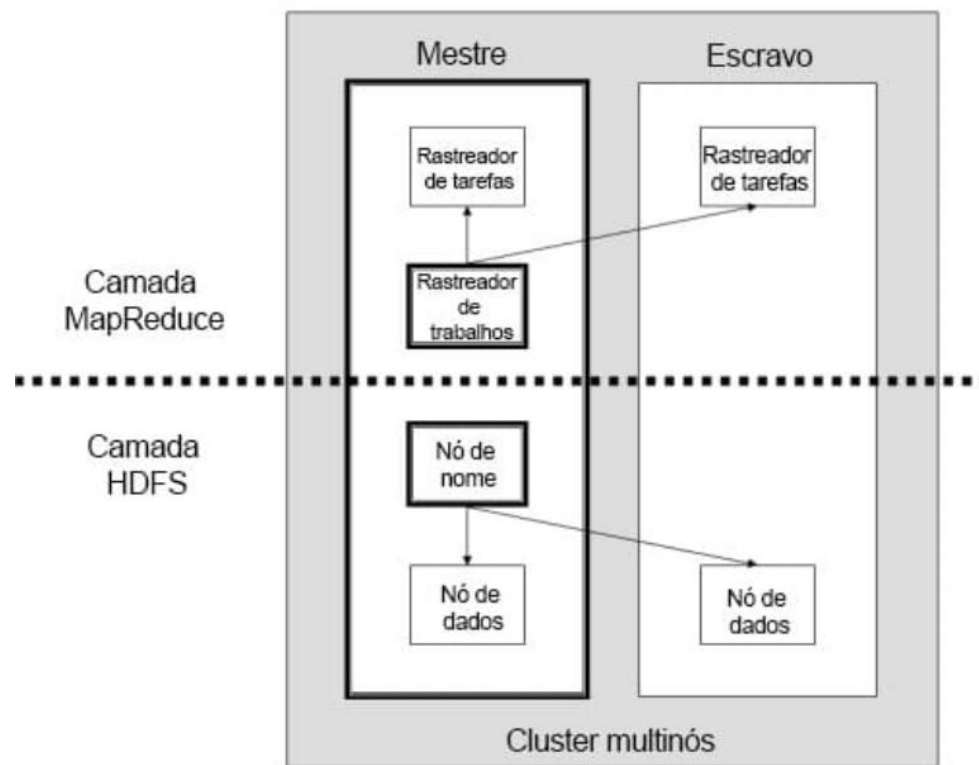 Mestre
Escravo
Rastreador
de tarefas
Rastreador
de tarefas
Camada
MapReduce
Rastreador
de
trabalhos
Camada
HDFS
Nó de
nome
Nó de
dados
Nó de
dados
Cluster multinós